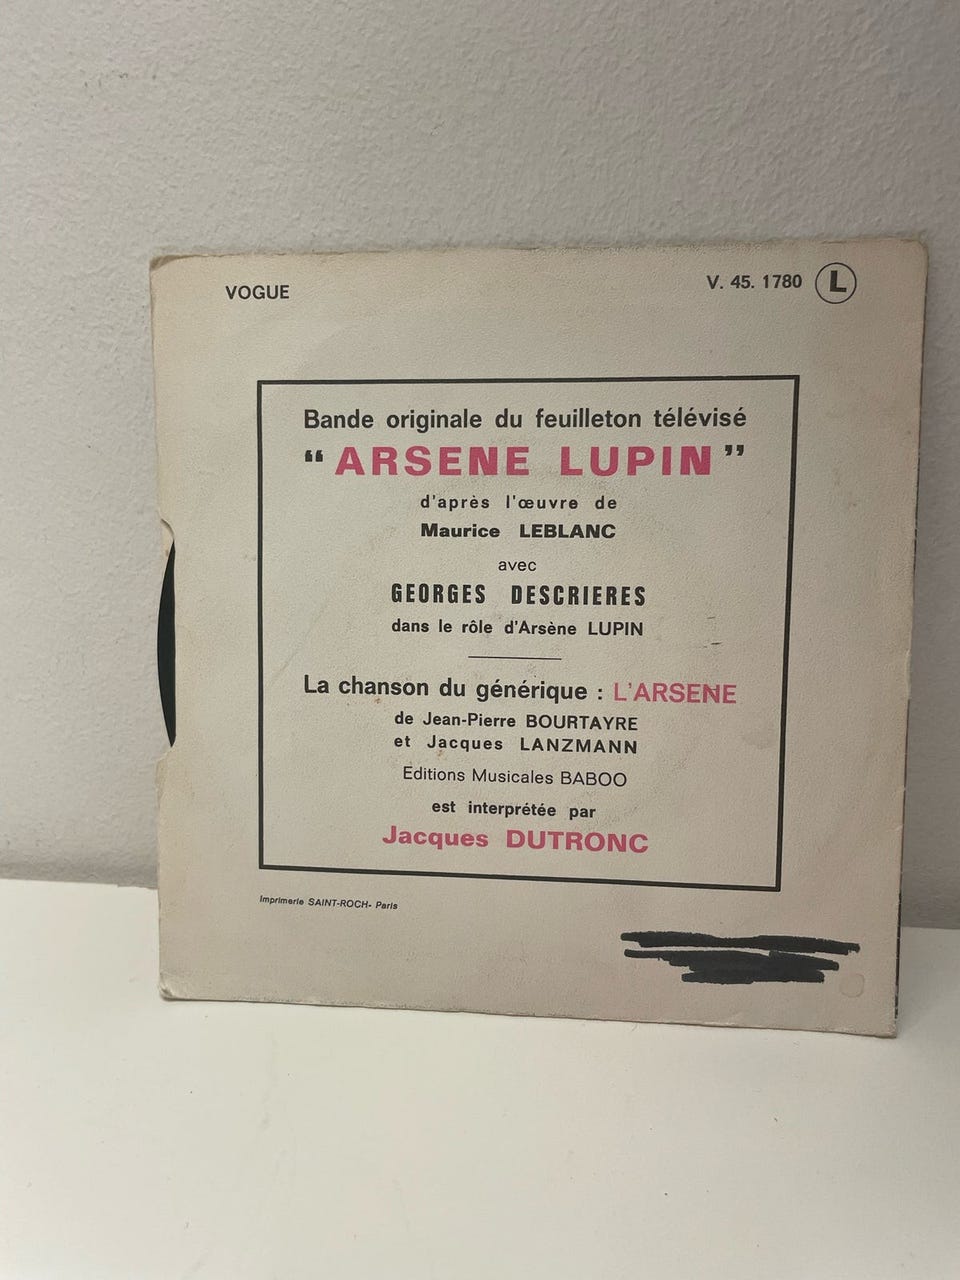 VOGUE
V. 45. 1780 L
Bande originale du feuilleton télévisé
“ ARSENE LUPIN ”
d'après l'œuvre de
Maurice LEBLANC
avec
GEORGES DESCRIERES
dans le rôle d'Arsène LUPIN
La chanson du générique : L'ARSENE
de Jean-Pierre BOURTAYRE
et Jacques LANZMANN
Editions Musicales BABOO
est interprétée par
Jacques DUTRONC
Imprimerie SAINT-ROCH- Paris